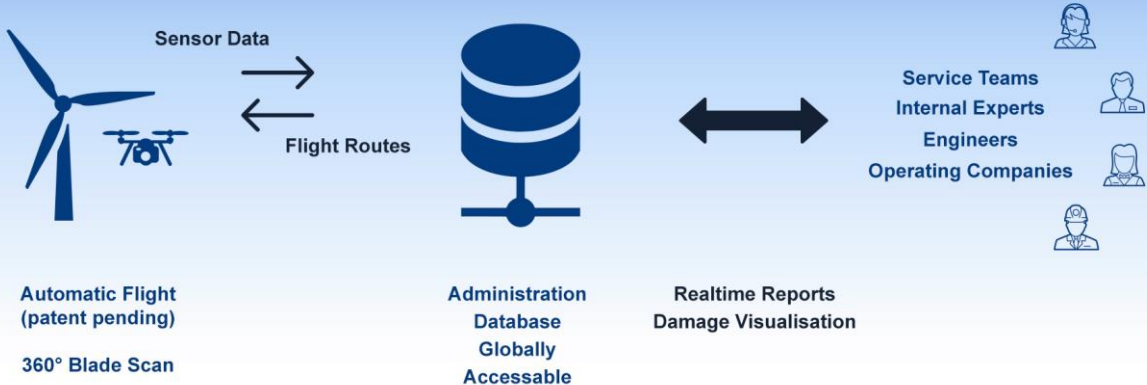 Sensor Data
Flight Routes
Service Teams
Internal Experts
Engineers
Operating Companies
Automatic Flight
(patent pending)
360° Blade Scan
Administration
Database
Globally
Accessable
Realtime Reports
Damage Visualisation